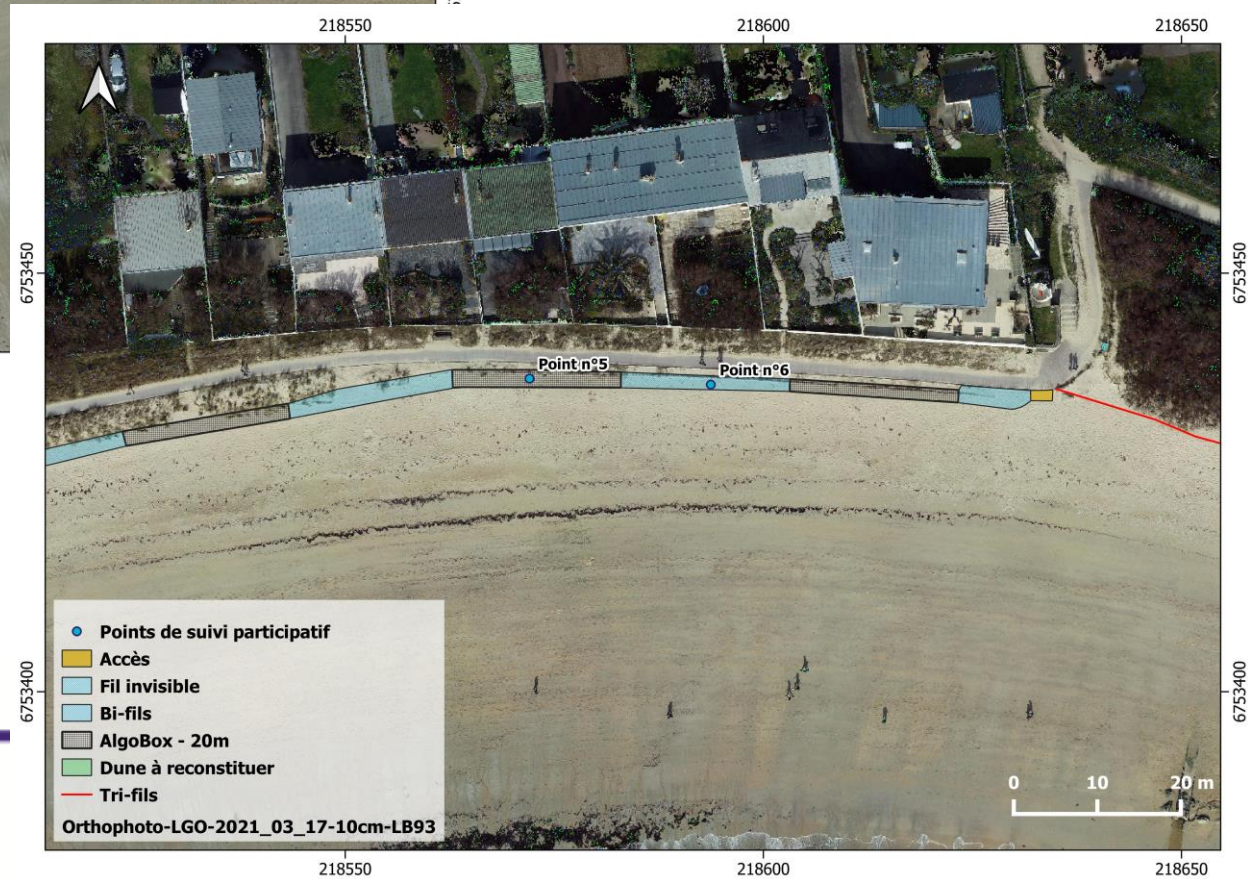 218550
218600
218650
6753450
6753450
Point n°5
Point n°6
6753400
6753400
Points de suivi participatif
Accès
Fil invisible
Bi-fils
AlgoBox - 20m
Dune à reconstituer
Tri-fils
Orthophoto-LGO-2021_03_17-10cm-LB93
0
10
20 m
218550
218600
218650